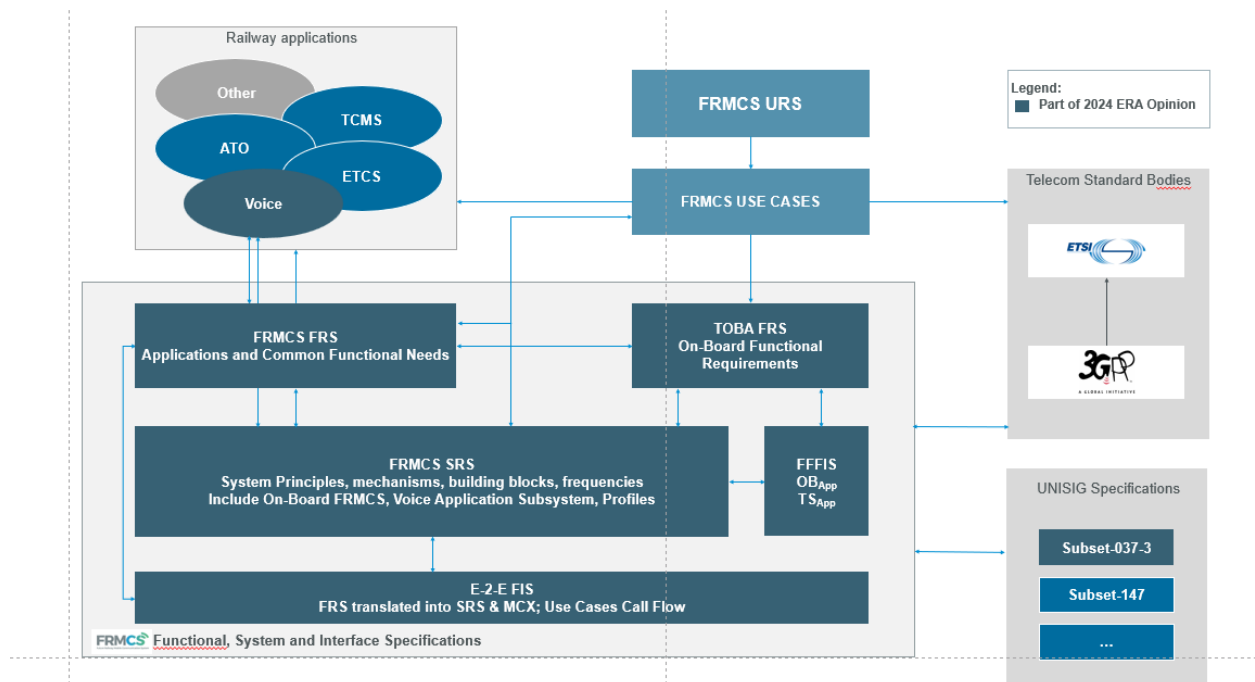 Railway applications
Other
TCMS
ATO
ETCS
Voice
FRMCS URS
FRMCS USE CASES
Legend:
Part of 2024 ERA Opinion
Telecom Standard Bodies
ETSI
3GPP
A GLOBAL INITIATIVE
FRMCS FRS
Applications and Common Functional Needs
TOBA FRS
On-Board Functional
Requirements
FRMCS SRS
System Principles, mechanisms, building blocks, frequencies
Include On-Board FRMCS, Voice Application Subsystem, Profiles
FFFIS
OBApp
TSApp
UNISIG Specifications
Subset-037-3
Subset-147
...
E-2-E FIS
FRS translated into SRS & MCX; Use Cases Call Flow
FRMCS Functional, System and Interface Specifications